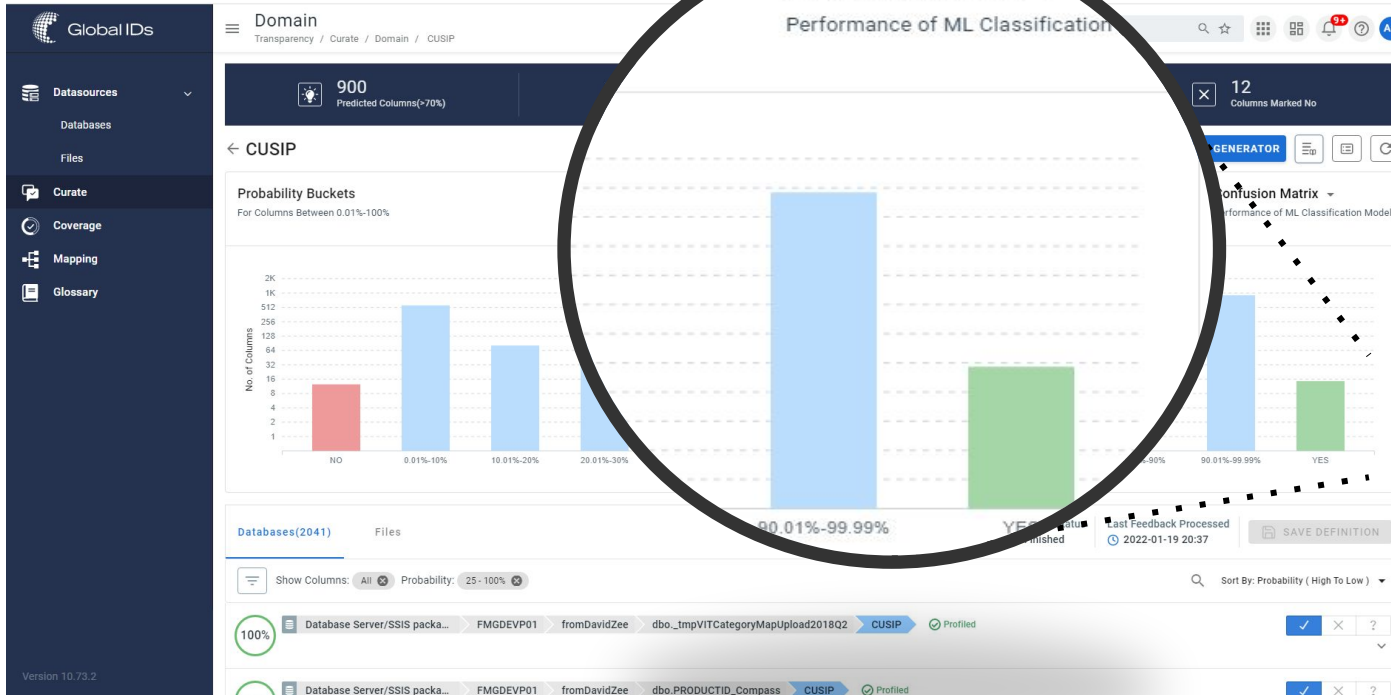 Global IDs
Domain
Transparency / Curate / Domain / CUSIP
Performance of ML Classification
9+
Datasources
Databases
Files
Curate
Coverage
Mapping
Glossary
Version 10.73.2
900
Predicted Columns(>70%)
12
Columns Marked No
CUSIP
GENERATOR
Probability Buckets
For Columns Between 0.01%-100%
Confusion Matrix
Performance of ML Classification Model
No. of Columns
2K
1K
512
256
128
64
32
16
8
4
2
1
NO
0.01%-10%
10.01%-20%
20.01%-30%
-90%
90.01%-99.99%
YES
90.01%-99.99%
YES
Databases(2041)
Files
Last Feedback Processed
2022-01-19 20:37
SAVE DEFINITION
Show Columns: All
Probability: 25 - 100%
Sort By: Probability ( High To Low )
100%
Database Server/SSIS packa...
FMGDEVP01
fromDavidZee
dbo._tmpVITCategoryMapUpload2018Q2
CUSIP
Profiled
?
Database Server/SSIS packa...
FMGDEVP01
fromDavidZee
dbo.PRODUCTID_Compass
CUSIP
Profiled
?